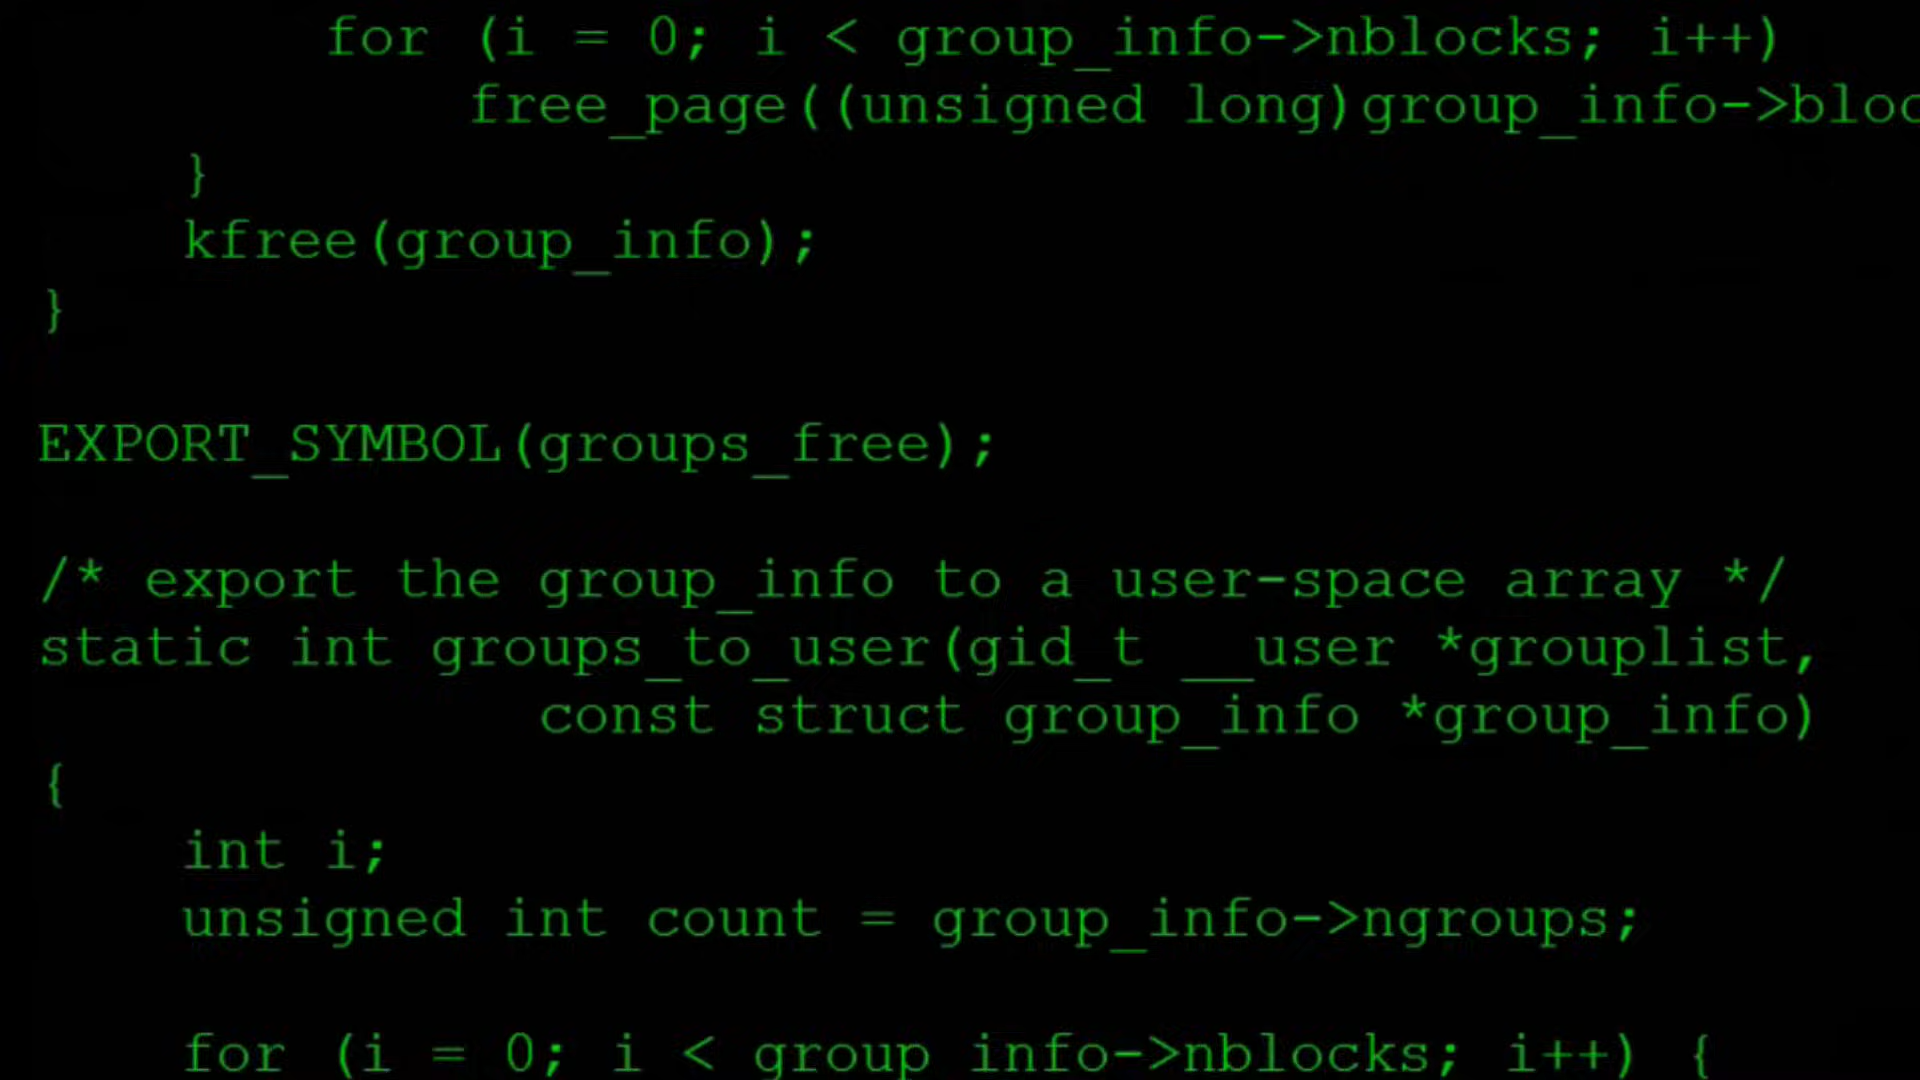 for (i = 0; i < group_info->nblocks; i++)
free_page((unsigned long)group_info->bloc
}
kfree(group_info);
}
EXPORT_SYMBOL(groups_free);
/* export the group_info to a user-space array */
static int groups_to_user(gid_t __user *grouplist,
const struct group_info *group_info)
{
int i;
unsigned int count = group_info->ngroups;
for (i = 0; i < group_info->nblocks; i++) {